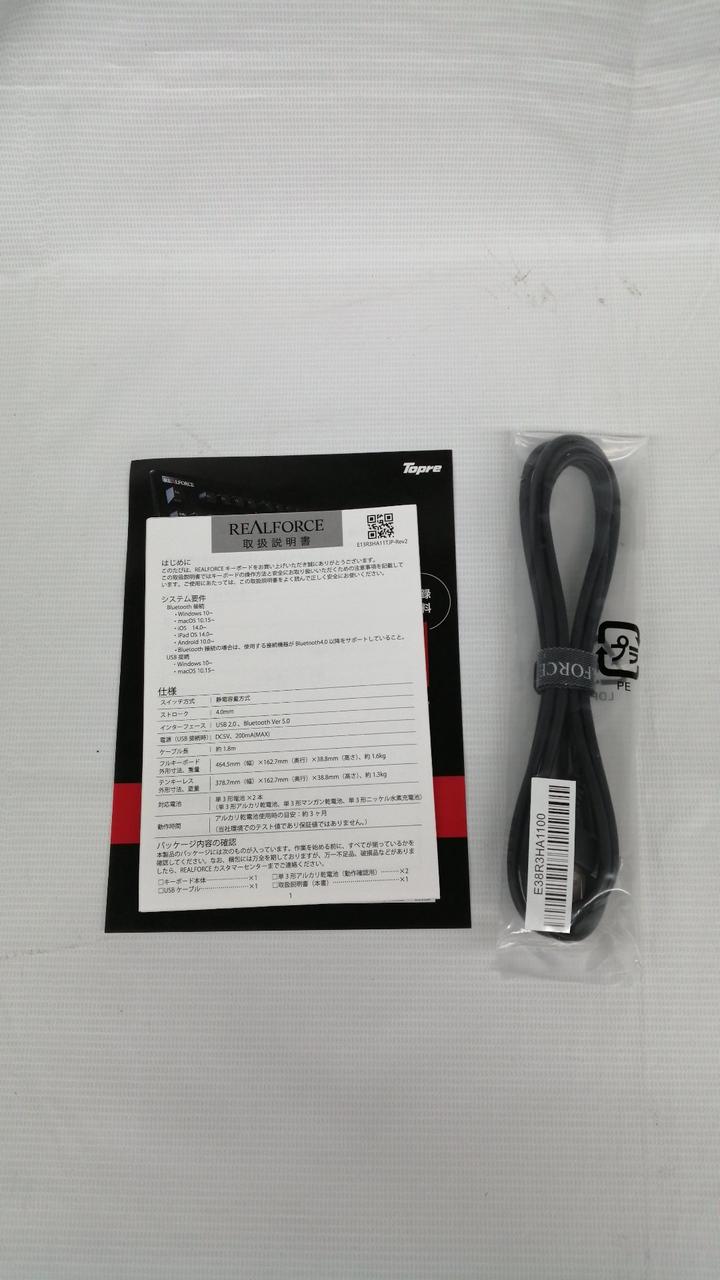 Topre
REALFORCE
REALFORCE
取扱説明書
E13R3HA11TJP-Rev2
はじめに
このたびは、REALFORCE キーボードをお買い上げいただき誠にありがとうございます。
この取扱説明書ではキーボードの操作方法と安全にお取り扱いいただくための注意事項を記載して
います。ご使用にあたっては、この取扱説明書をよく読んで正しく安全にお使いください。
システム要件
Bluetooth 接続
・Windows 10~
・macOS 10.15~
・iOS 14.0~
・iPad OS 14.0~
・Android 10.0~
・Bluetooth 接続の場合は、使用する接続機器が Bluetooth4.0 以降をサポートしていること。
USB 接続
・Windows 10~
・macOS 10.15~
仕様
スイッチ方式 静電容量方式
ストローク 4.0mm
インターフェース USB 2.0 、Bluetooth Ver 5.0
電源（USB 接続時） DC5V、200mA(MAX)
ケーブル長 約 1.8m
フルキーボード
外形寸法、重量 464.5mm（幅）×162.7mm（奥行）×38.8mm（高さ）、約 1.6kg
テンキーレス
外形寸法、重量 378.7mm（幅）×162.7mm（奥行）×38.8mm（高さ）、約 1.3kg
対応電池 単 3 形電池 ×2 本
（単 3 形アルカリ乾電池、単 3 形マンガン乾電池、単 3 形ニッケル水素充電池）
動作時間 アルカリ乾電池使用時の目安：約 3 ヶ月
（当社環境でのテスト値であり保証値ではありません。）
パッケージ内容の確認
本製品のパッケージには次のものが入っています。作業を始める前に、すべてが揃っているかを
確認してください。なお、梱包には万全を期しておりますが、万一不足品、破損品などがありま
したら、REALFORCE カスタマーセンターまでご連絡ください。
□キーボード本体 ×1 □単 3 形アルカリ乾電池（動作確認用） ×2
□USB ケーブル ×1 □取扱説明書（本書） ×1
1
録
料
プラ
PE
FORCE
E38R3HA1100